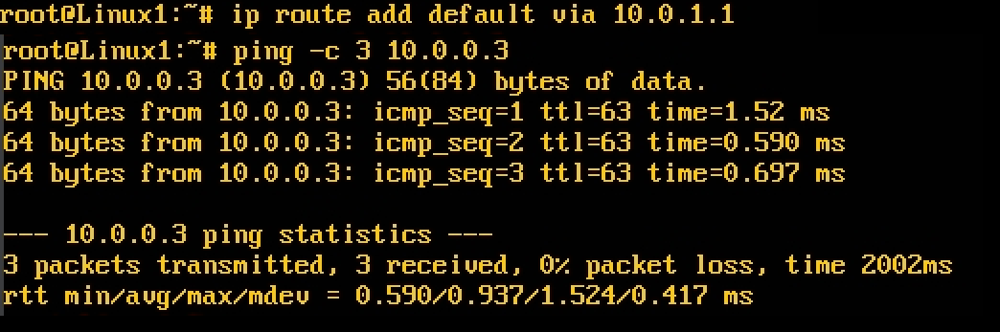 root@Linux1:~# ip route add default via 10.0.1.1
root@Linux1:~# ping -c 3 10.0.0.3
PING 10.0.0.3 (10.0.0.3) 56(84) bytes of data.
64 bytes from 10.0.0.3: icmp_seq=1 ttl=63 time=1.52 ms
64 bytes from 10.0.0.3: icmp_seq=2 ttl=63 time=0.590 ms
64 bytes from 10.0.0.3: icmp_seq=3 ttl=63 time=0.697 ms
--- 10.0.0.3 ping statistics ---
3 packets transmitted, 3 received, 0% packet loss, time 2002ms
rtt min/avg/max/mdev = 0.590/0.937/1.524/0.417 ms